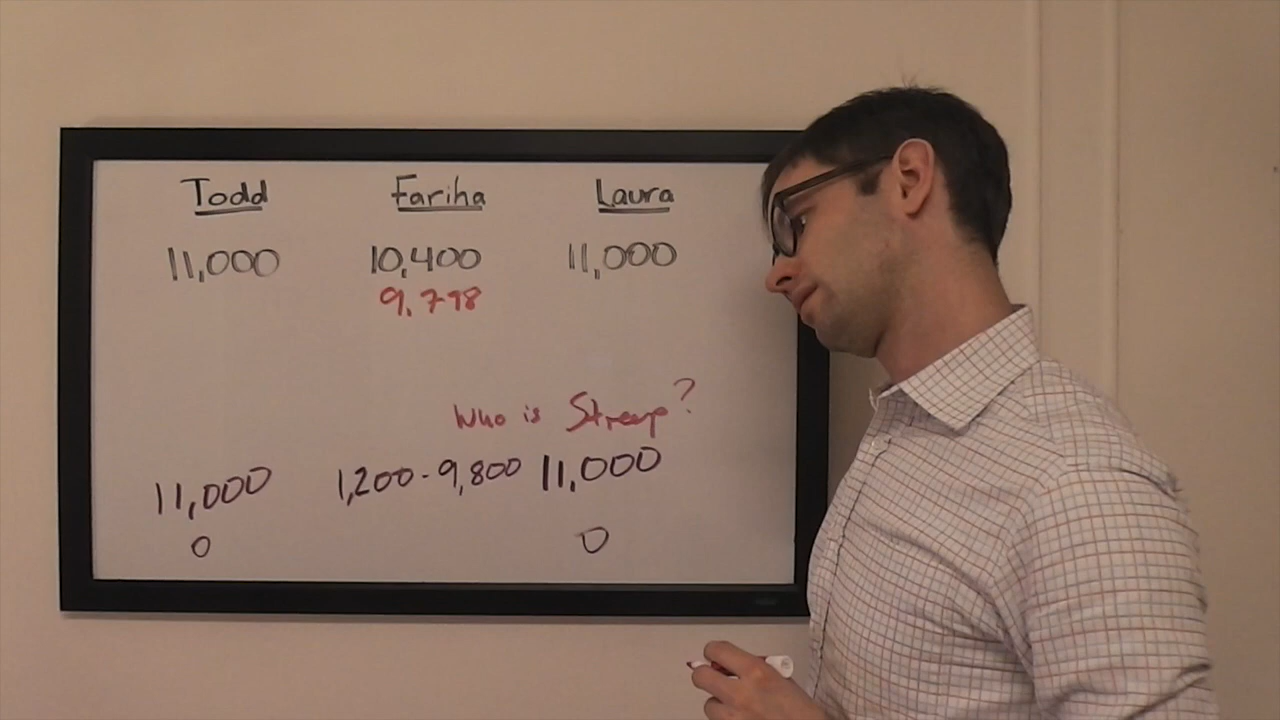 Todd Fariha Laura
11,000 10,400 11,000
9,798
Who is Streep?
11,000 1,200-9,800 11,000
0 0